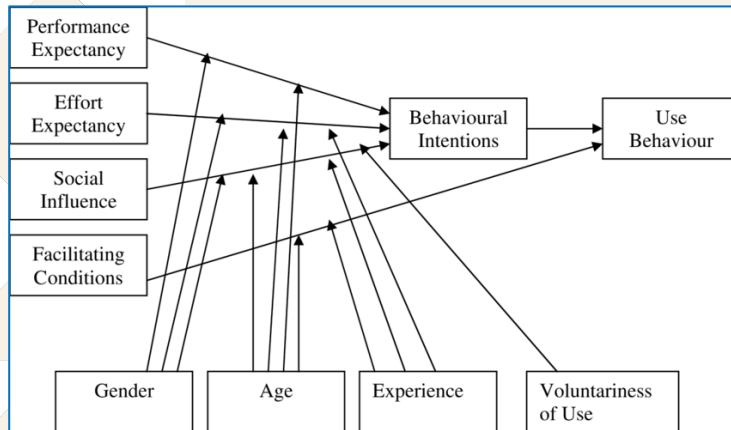 Performance
Expectancy
Effort
Expectancy
Social
Influence
Facilitating
Conditions
Behavioural
Intentions
Use
Behaviour
Gender
Age
Experience
Voluntariness
of Use